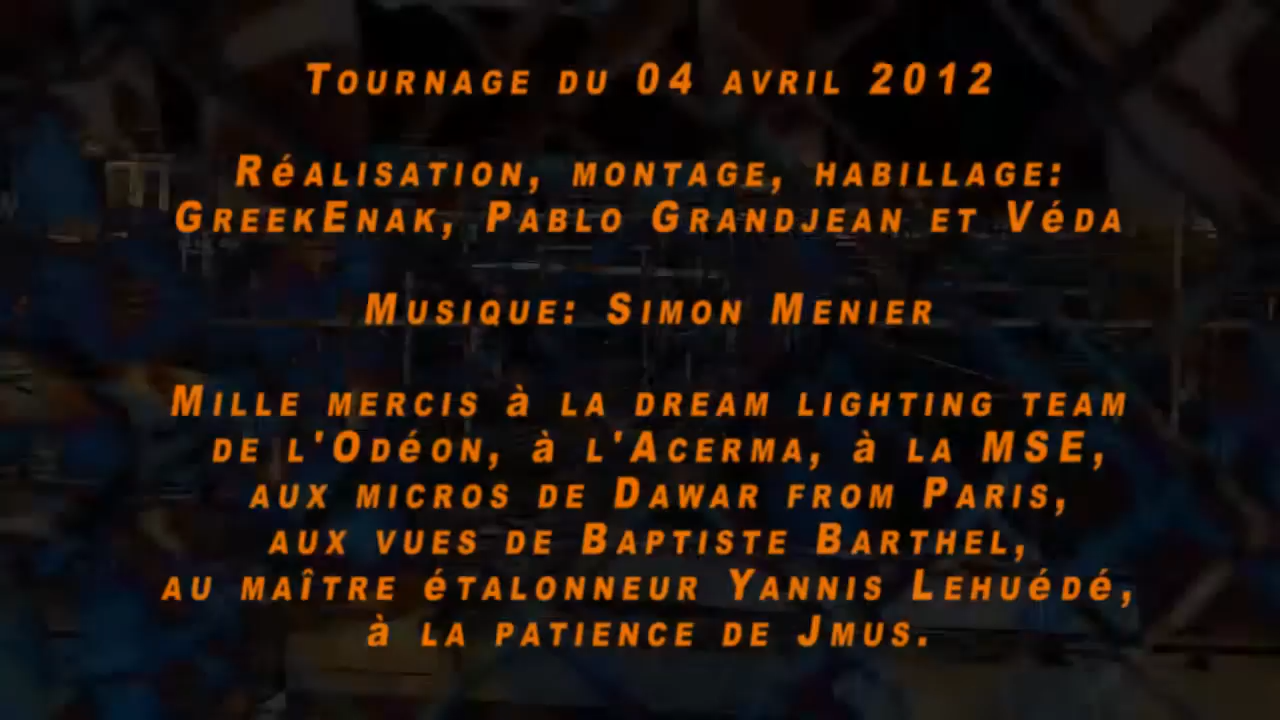 Tournage du 04 avril 2012
Réalisation, montage, habillage:
GreekEnak, Pablo Grandjean et Véda
Musique: Simon Menier
Mille mercis à la dream lighting team
de l'Odéon, à l'Acerma, à la MSE,
aux micros de Dawar from Paris,
aux vues de Baptiste Barthel,
au maître étalonneur Yannis Lehuédé,
à la patience de Jmus.